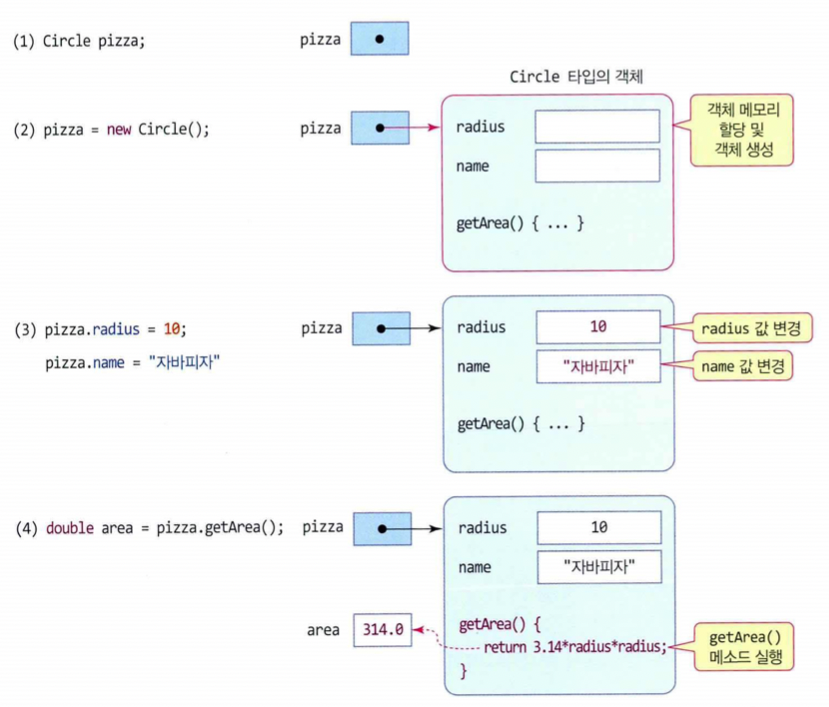 (1) Circle pizza;
pizza
Circle 타입의 객체
(2) pizza = new Circle();
pizza
radius
name
getArea() { ... }
객체 메모리
할당 및
객체 생성
(3) pizza.radius = 10;
pizza.name = "자바피자"
pizza
radius
10
name
"자바피자"
getArea() { ... }
radius 값 변경
name 값 변경
(4) double area = pizza.getArea();
pizza
radius
10
name
"자바피자"
area
314.0
getArea() {
return 3.14*radius*radius;
}
getArea()
메소드 실행